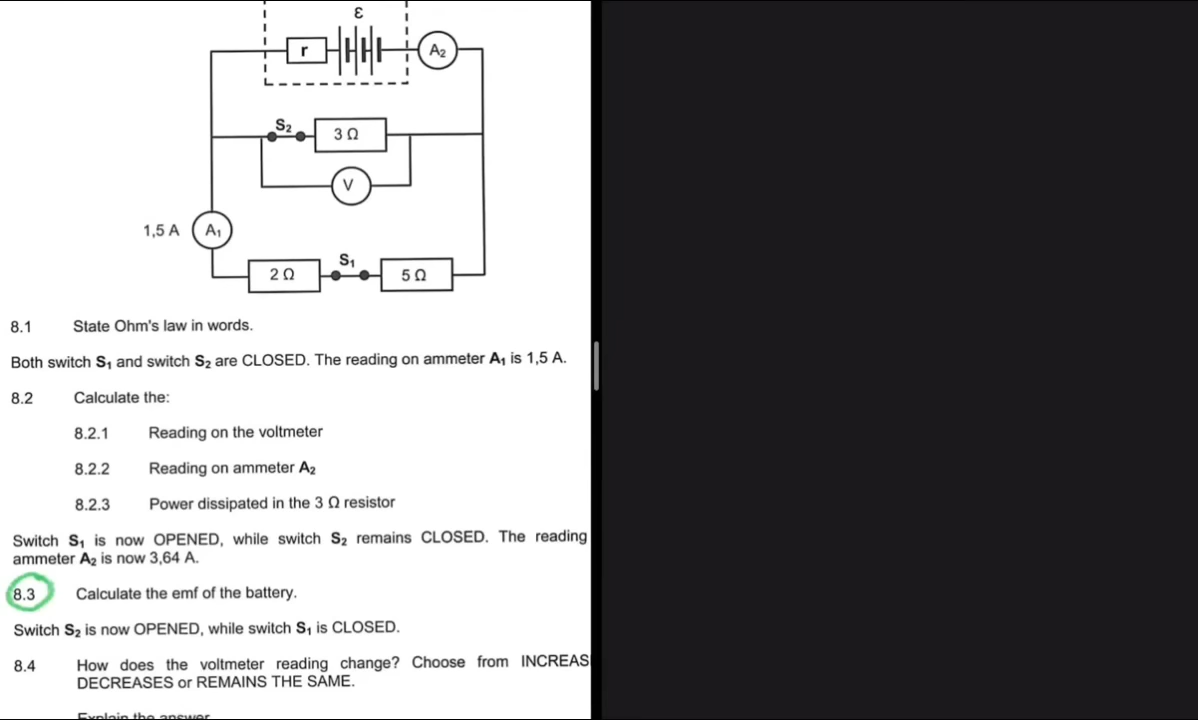 ε
r
A₂
S₂
3 Ω
V
1,5 A
A₁
S₁
2 Ω
5 Ω
8.1 State Ohm's law in words.
Both switch S₁ and switch S₂ are CLOSED. The reading on ammeter A₁ is 1,5 A.
8.2 Calculate the:
8.2.1 Reading on the voltmeter
8.2.2 Reading on ammeter A₂
8.2.3 Power dissipated in the 3 Ω resistor
Switch S₁ is now OPENED, while switch S₂ remains CLOSED. The reading
ammeter A₂ is now 3,64 A.
8.3 Calculate the emf of the battery.
Switch S₂ is now OPENED, while switch S₁ is CLOSED.
8.4 How does the voltmeter reading change? Choose from INCREAS
DECREASES or REMAINS THE SAME.
Explain the answer